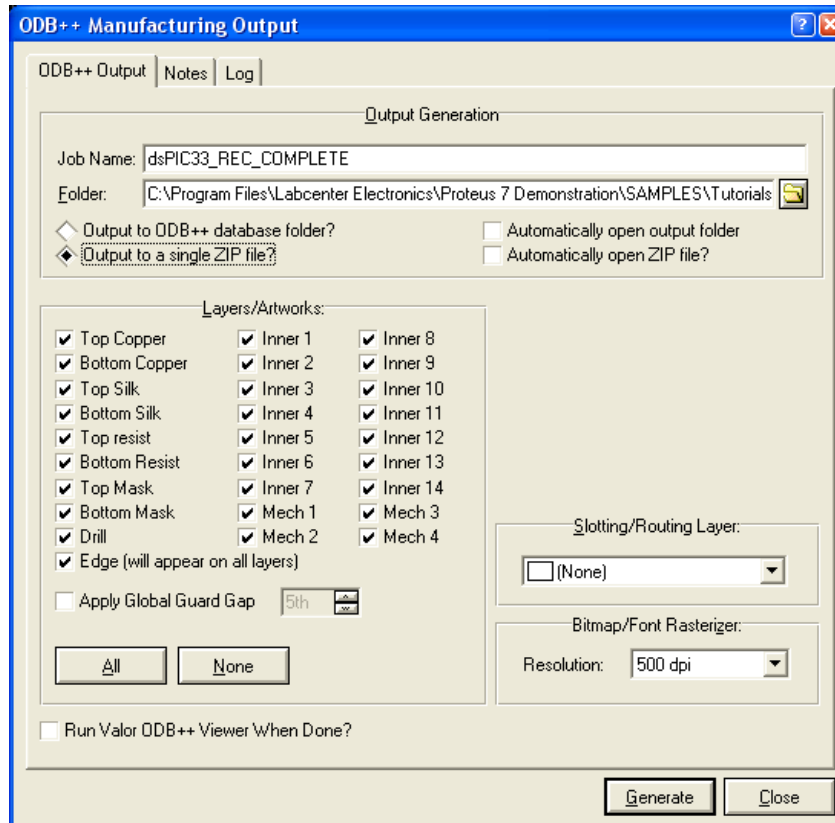 ODB++ Manufacturing Output
ODB++ Output Notes Log
Output Generation
Job Name: dsPIC33_REC_COMPLETE
Folder: C:\Program Files\Labcenter Electronics\Proteus 7 Demonstration\SAMPLES\Tutorials
Output to ODB++ database folder? Automatically open output folder
Output to a single ZIP file? Automatically open ZIP file?
Layers/Artworks:
Top Copper Inner 1 Inner 8
Bottom Copper Inner 2 Inner 9
Top Silk Inner 3 Inner 10
Bottom Silk Inner 4 Inner 11
Top resist Inner 5 Inner 12
Bottom Resist Inner 6 Inner 13
Top Mask Inner 7 Inner 14
Bottom Mask Mech 1 Mech 3
Drill Mech 2 Mech 4
Edge (will appear on all layers)
Apply Global Guard Gap 5th
All None
Slotting/Routing Layer:
(None)
Bitmap/Font Rasterizer:
Resolution: 500 dpi
Run Valor ODB++ Viewer When Done?
Generate Close